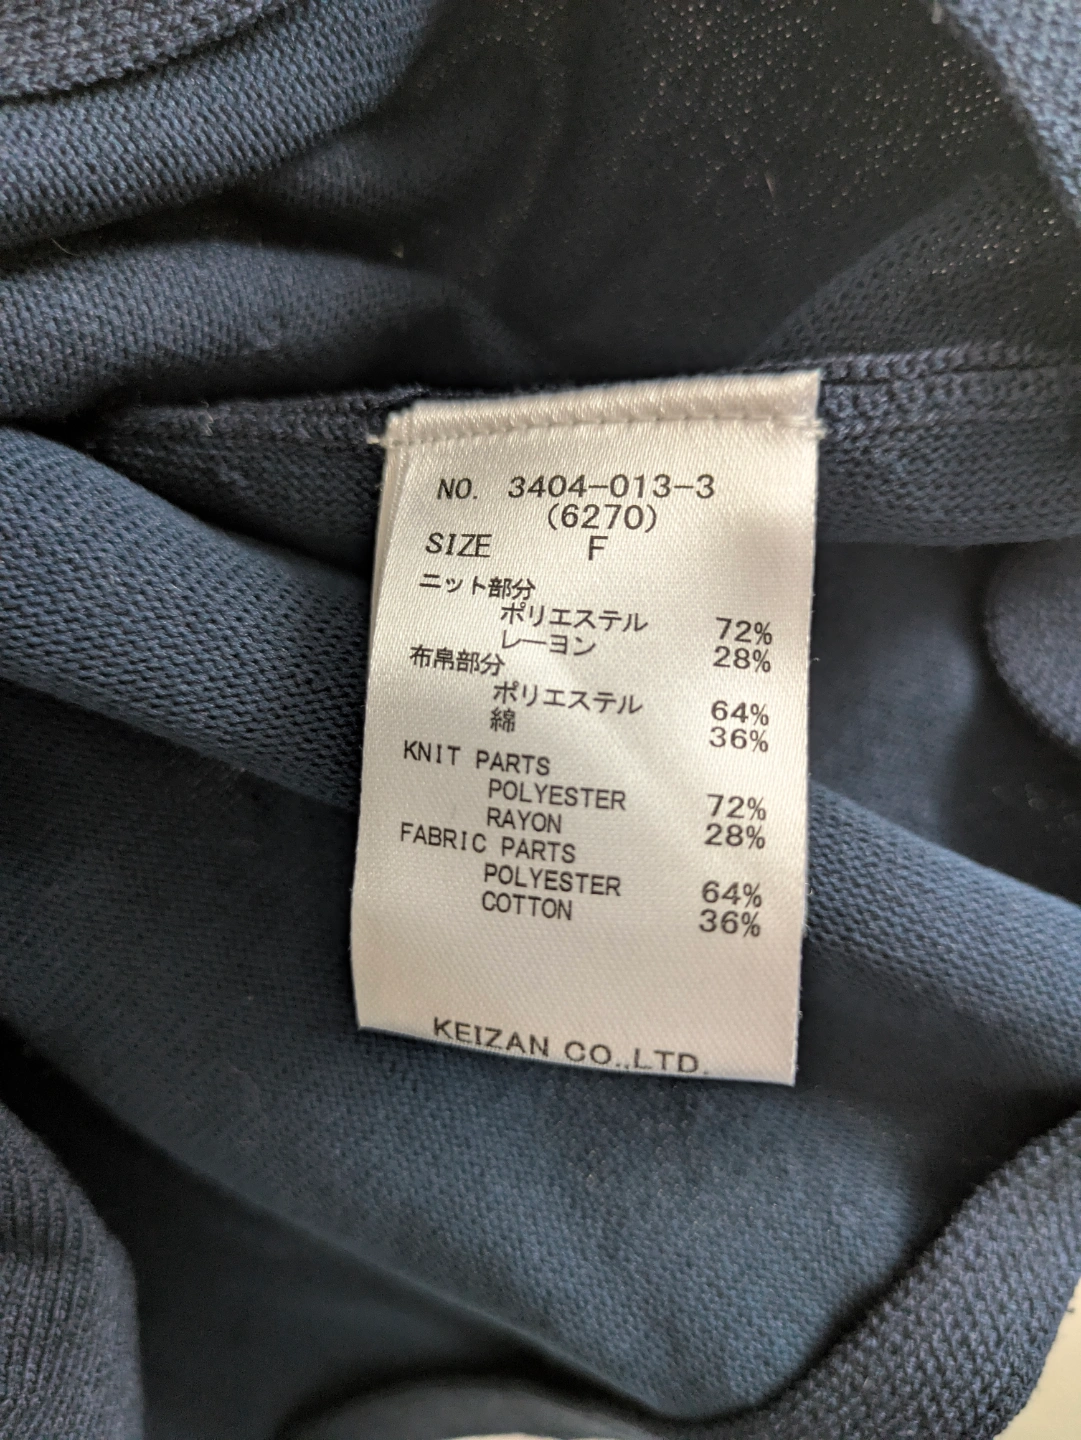 NO. 3404-013-3
(6270)
SIZE F
ニット部分
ポリエステル 72%
レーヨン 28%
布帛部分
ポリエステル 64%
綿 36%
KNIT PARTS
POLYESTER 72%
RAYON 28%
FABRIC PARTS
POLYESTER 64%
COTTON 36%
KEIZAN CO.,LTD.